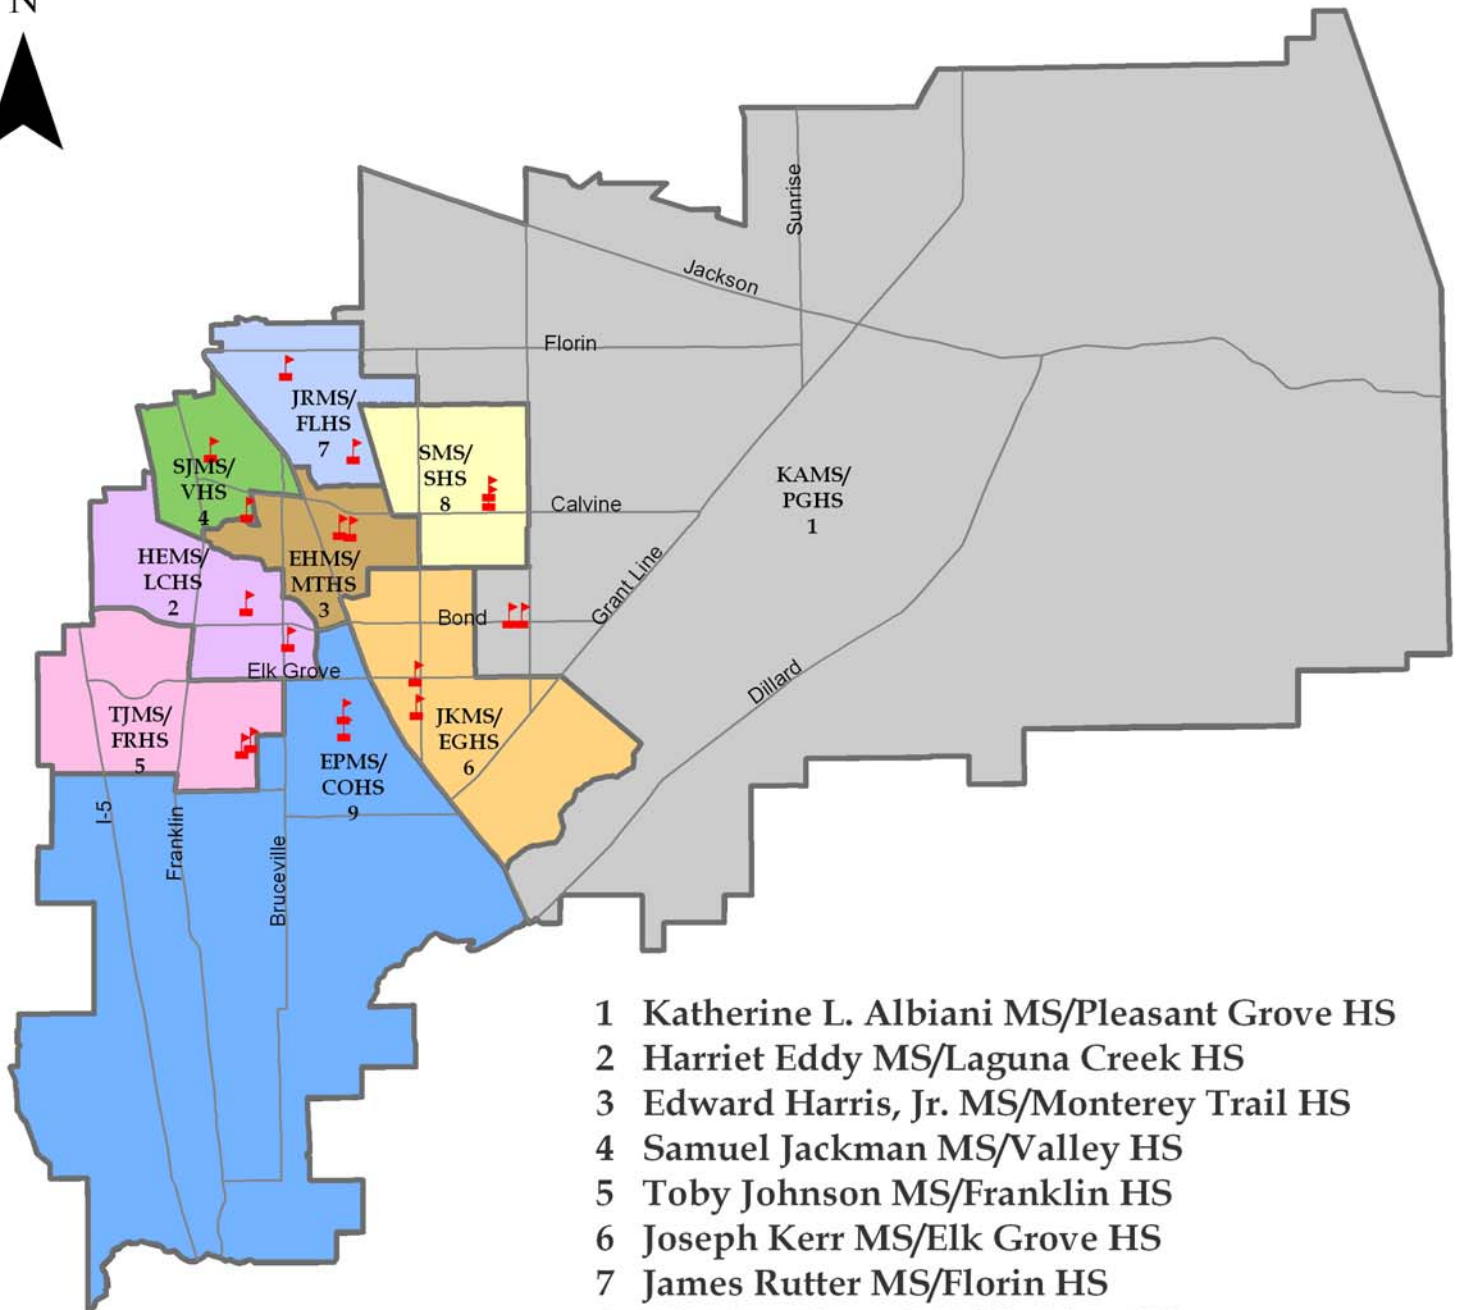 N
Sunrise
Jackson
Florin
JRMS/
FLHS
7
SJMS/
VHS
4
SMS/
SHS
8
KAMS/
PGHS
1
Calvine
HEMS/
LCHS
2
EHMS/
MTHS
3
Grant Line
Bond
Elk Grove
Dillard
TJMS/
FRHS
5
JKMS/
EGHS
6
EPMS/
COHS
9
I-5
Franklin
Bruceville
1 Katherine L. Albiani MS/Pleasant Grove HS
2 Harriet Eddy MS/Laguna Creek HS
3 Edward Harris, Jr. MS/Monterey Trail HS
4 Samuel Jackman MS/Valley HS
5 Toby Johnson MS/Franklin HS
6 Joseph Kerr MS/Elk Grove HS
7 James Rutter MS/Florin HS